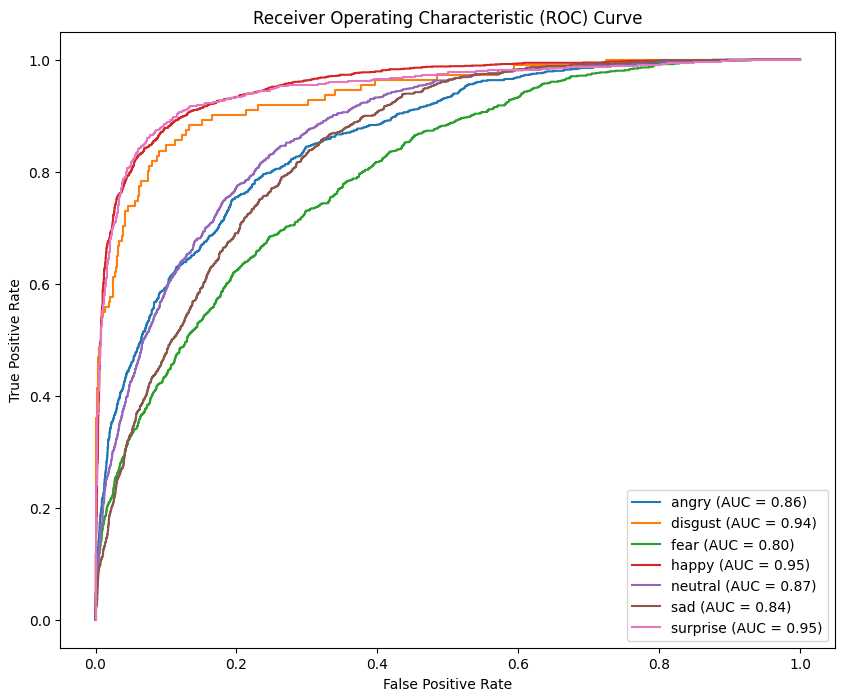 Receiver Operating Characteristic (ROC) Curve
True Positive Rate
1.0
0.8
0.6
0.4
0.2
0.0
angry (AUC = 0.86)
disgust (AUC = 0.94)
fear (AUC = 0.80)
happy (AUC = 0.95)
neutral (AUC = 0.87)
sad (AUC = 0.84)
surprise (AUC = 0.95)
0.0 0.2 0.4 0.6 0.8 1.0
False Positive Rate